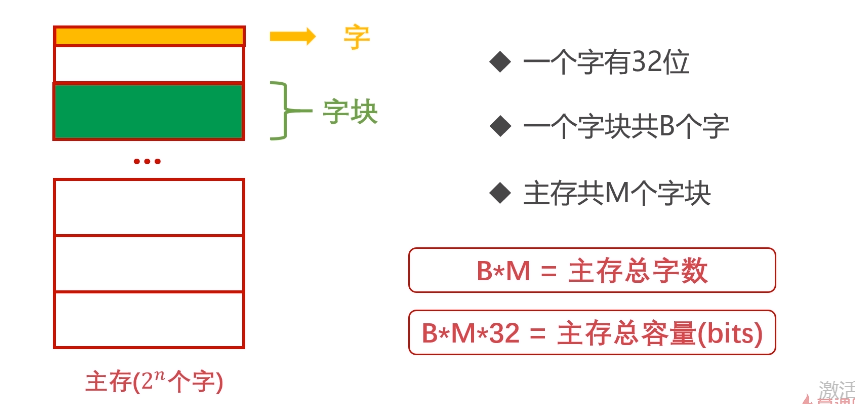 字
字块
...
主存(2ⁿ个字)
◆ 一个字有32位
◆ 一个字块共B个字
◆ 主存共M个字块
B*M = 主存总字数
B*M*32 = 主存总容量(bits)
激活